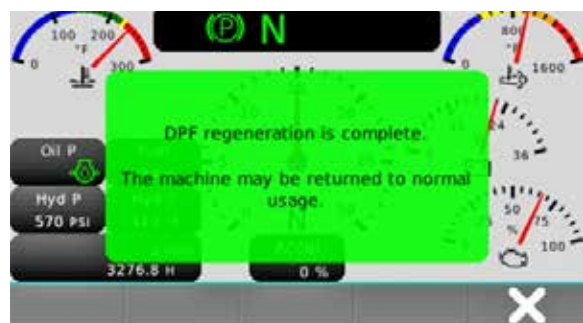 (P) N
100 200
°F
0 300
800
°F
1600
DPF regeneration is complete.
The machine may be returned to normal
usage.
24
36
Oil P
Hyd P
570 PSI
50 75
%
100
3276.8 H
0 %